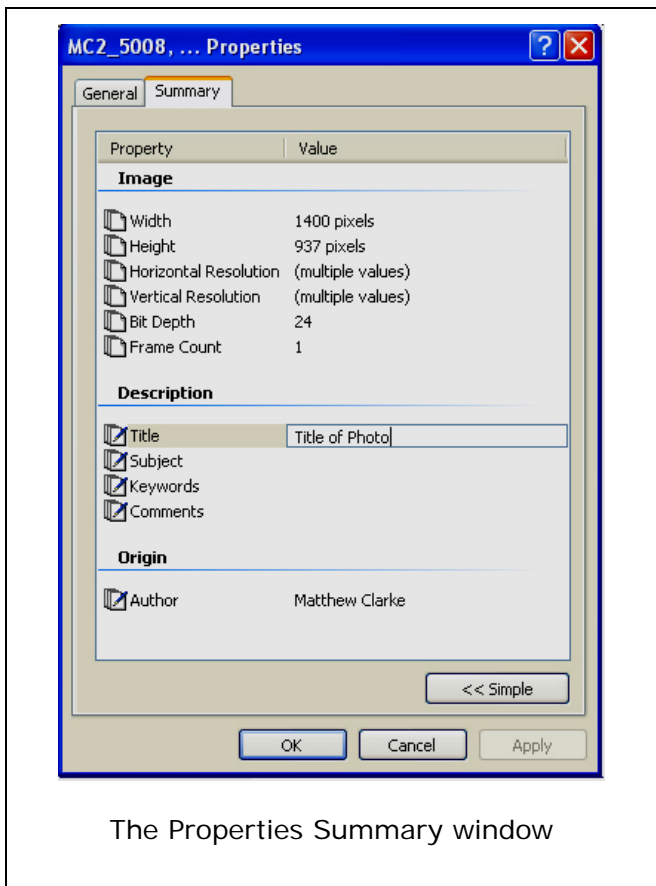 MC2_5008, ... Properties
General Summary
Property Value
Image
Width 1400 pixels
Height 937 pixels
Horizontal Resolution (multiple values)
Vertical Resolution (multiple values)
Bit Depth 24
Frame Count 1
Description
Title Title of Photo
Subject
Keywords
Comments
Origin
Author Matthew Clarke
<< Simple
OK Cancel Apply
The Properties Summary window